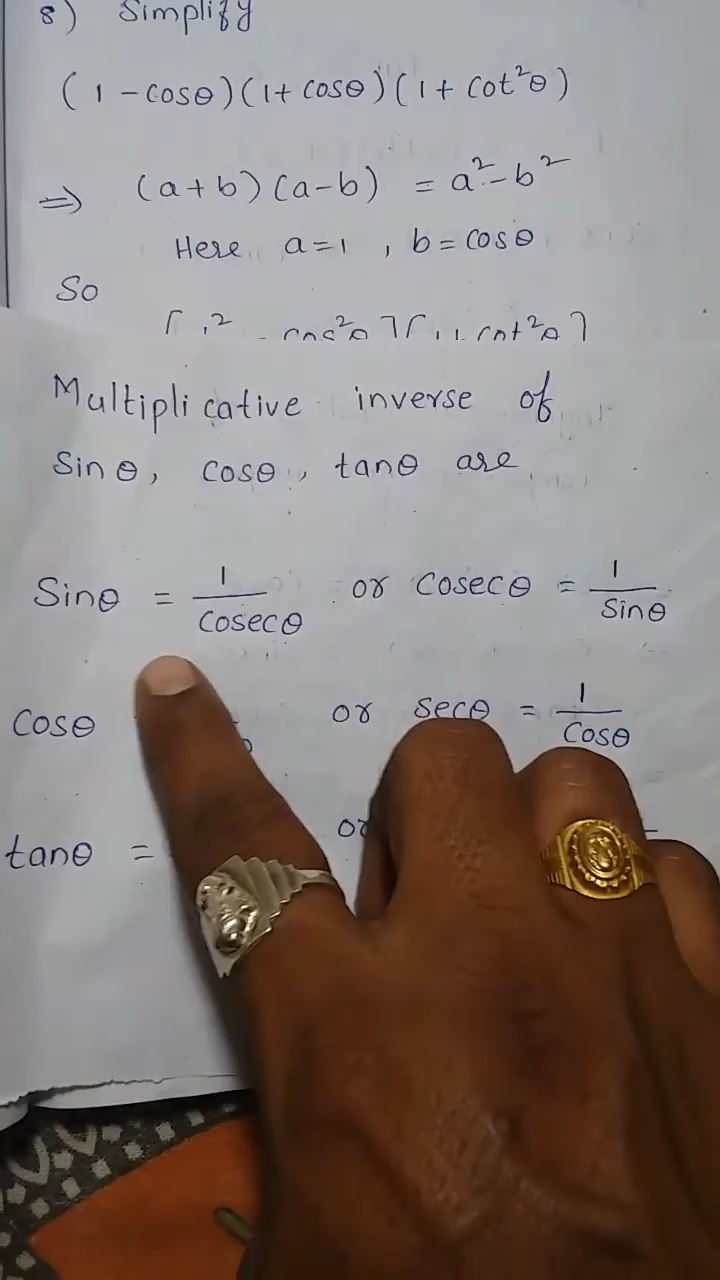 8) Simplify
(1 - cosθ)(1 + cosθ)(1 + cot²θ)
⇒ (a+b)(a-b) = a² - b²
Here a=1, b = cosθ
So
Multiplicative inverse of
Sinθ, cosθ, tanθ are
Sinθ = 1/Cosecθ or Cosecθ = 1/Sinθ
Cosθ or secθ = 1/Cosθ
tanθ = or